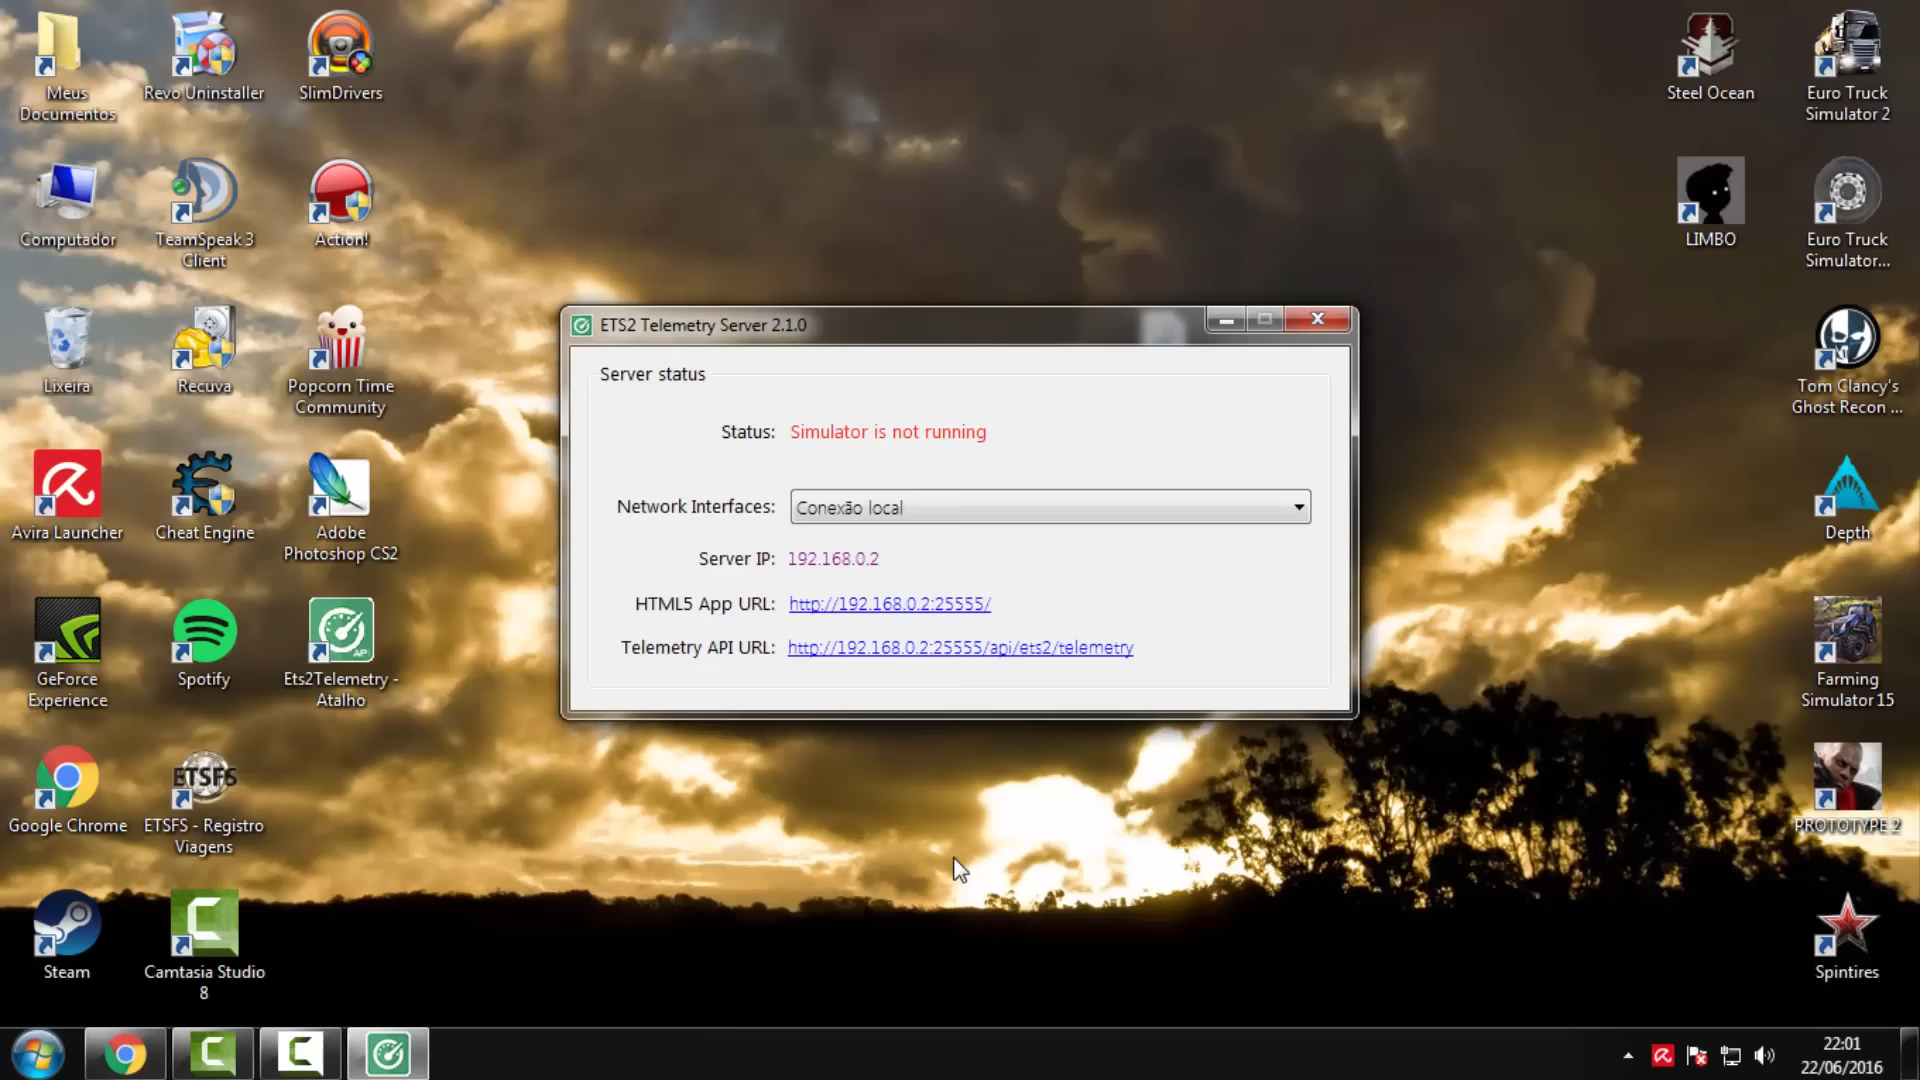 Meus
Documentos
Revo Uninstaller
SlimDrivers
Steel Ocean
Euro Truck
Simulator 2
Computador
TeamSpeak 3
Client
Action!
LIMBO
Euro Truck
Simulator...
Lixeira
Recuva
Popcorn Time
Community
Tom Clancy's
Ghost Recon ...
Avira Launcher
Cheat Engine
Adobe
Photoshop CS2
Depth
GeForce
Experience
Spotify
API
Ets2Telemetry -
Atalho
Farming
Simulator 15
Google Chrome
ETSFS
ETSFS - Registro
Viagens
PROTOTYPE 2
Steam
Camtasia Studio
8
Spintires
ETS2 Telemetry Server 2.1.0
Server status
Status: Simulator is not running
Network Interfaces: Conexão local
Server IP: 192.168.0.2
HTML5 App URL: http://192.168.0.2:25555/
Telemetry API URL: http://192.168.0.2:25555/api/ets2/telemetry
22:01
22/06/2016